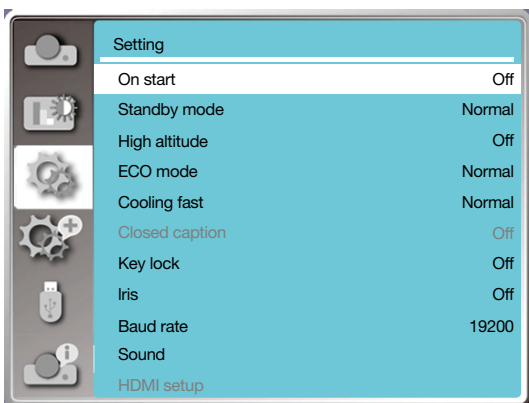 Setting
On start Off
Standby mode Normal
High altitude Off
ECO mode Normal
Cooling fast Normal
Closed caption Off
Key lock Off
Iris Off
Baud rate 19200
Sound
HDMI setup